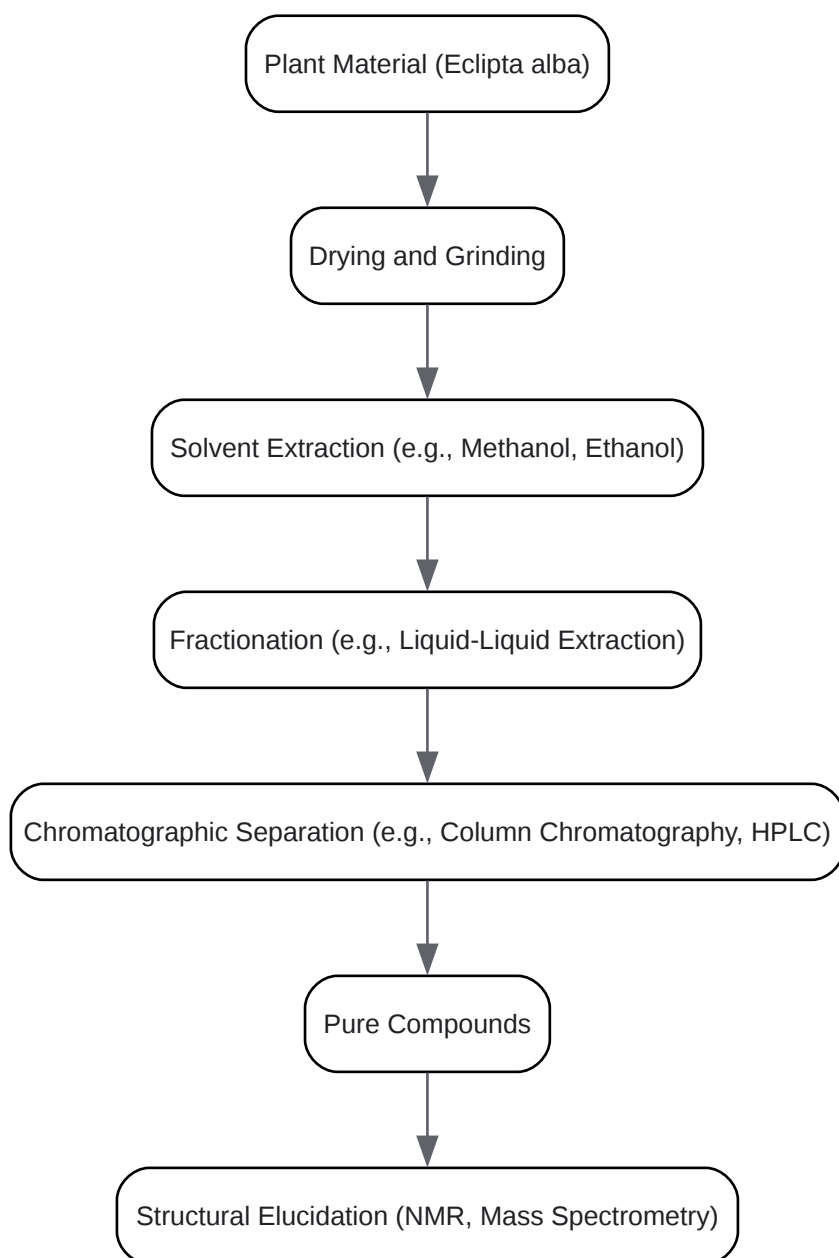 Plant Material (Eclipta alba)
Drying and Grinding
Solvent Extraction (e.g., Methanol, Ethanol)
Fractionation (e.g., Liquid-Liquid Extraction)
Chromatographic Separation (e.g., Column Chromatography, HPLC)
Pure Compounds
Structural Elucidation (NMR, Mass Spectrometry)